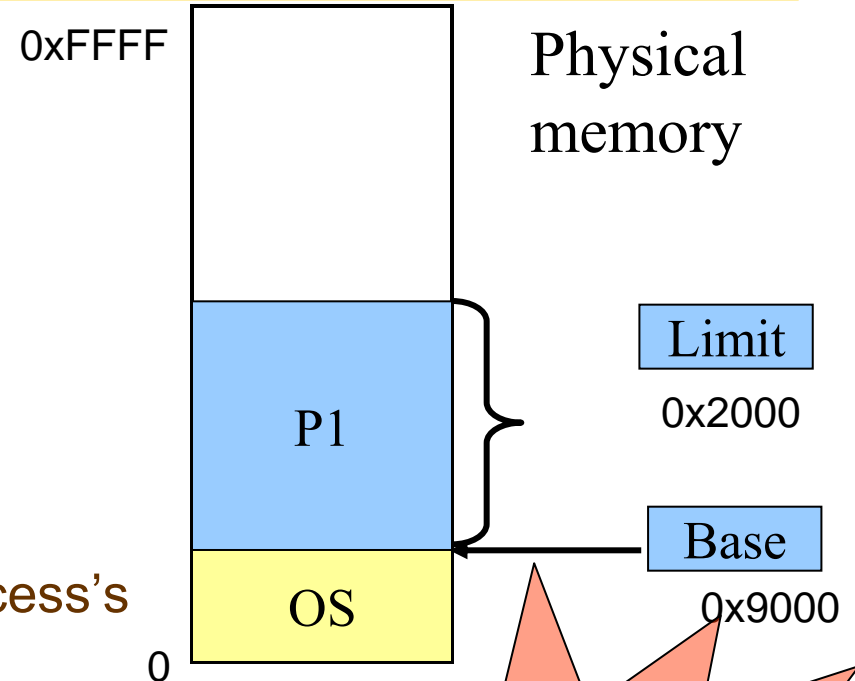 0xFFFF
Physical
memory
Limit
0x2000
P1
Base
0x9000
cess's
OS
0